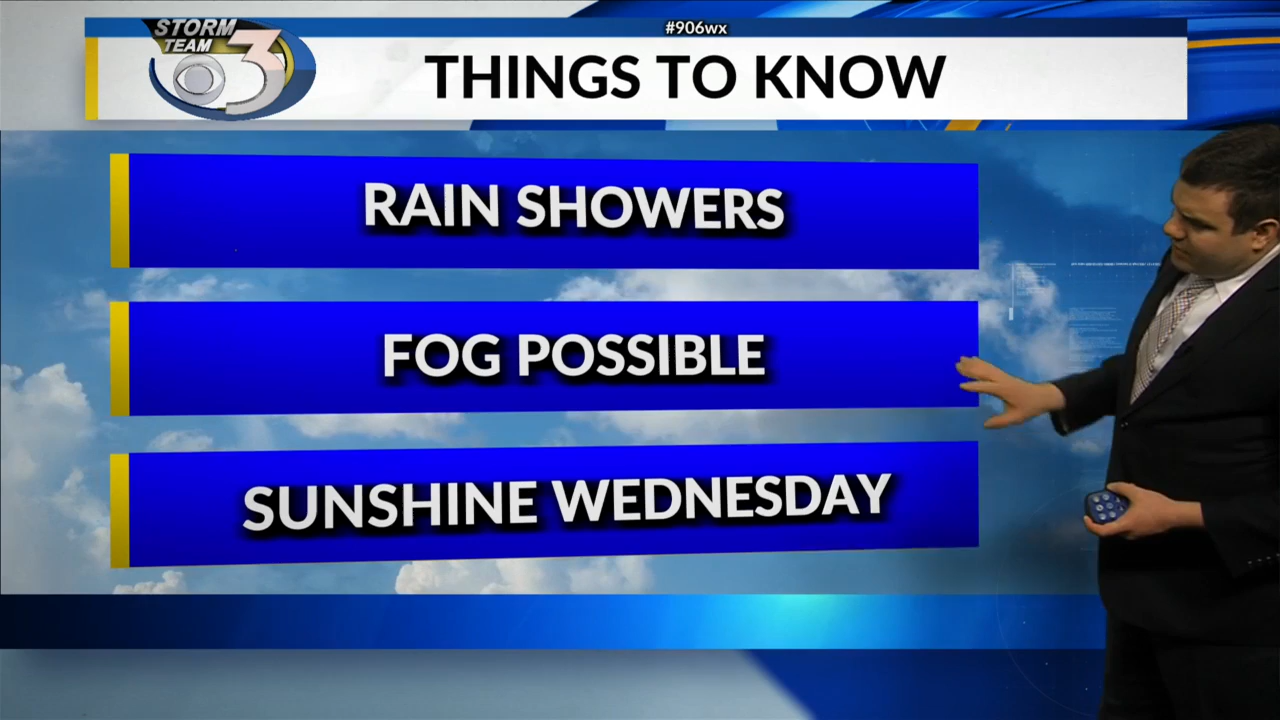 #906wx
STORM
TEAM
3
THINGS TO KNOW
RAIN SHOWERS
FOG POSSIBLE
SUNSHINE WEDNESDAY